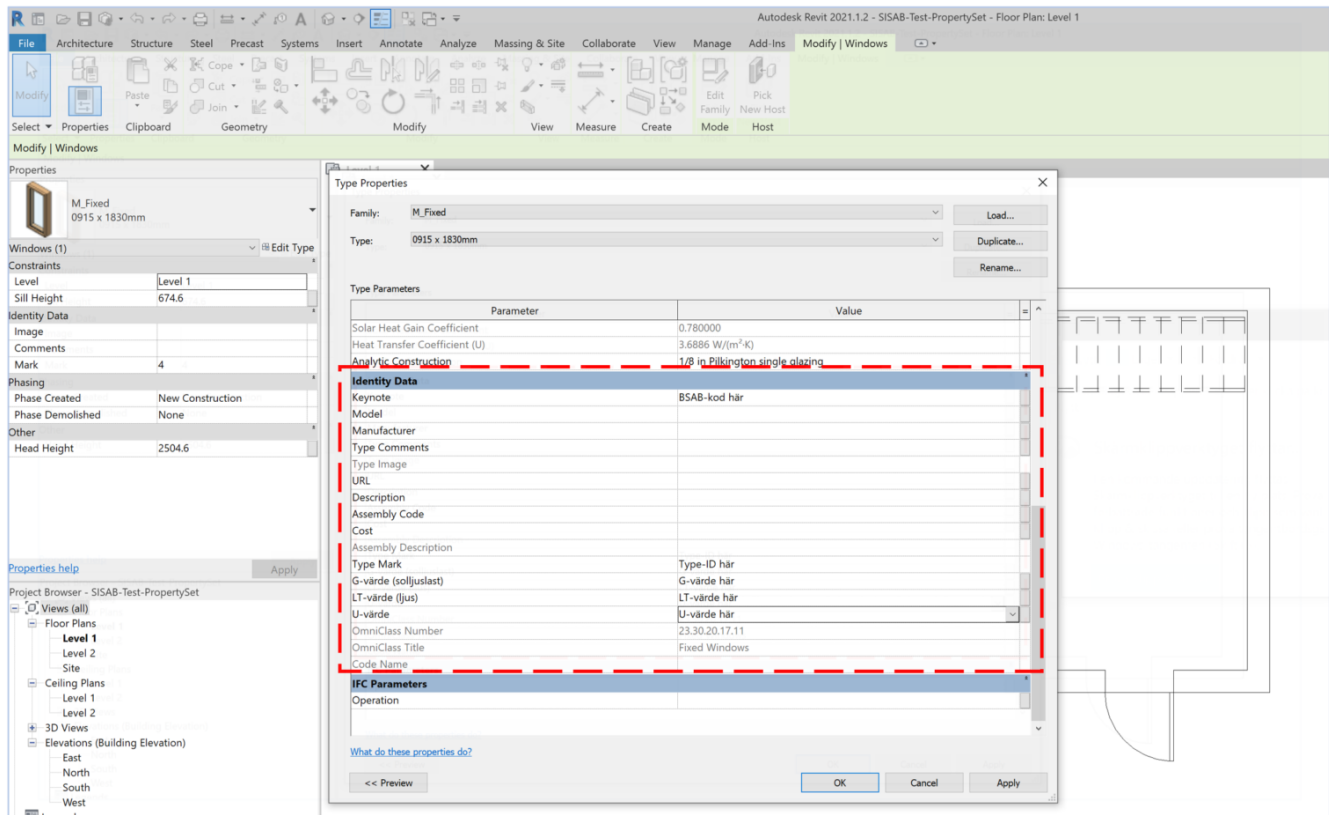 Autodesk Revit 2021.1.2 - SISAB-Test-PropertySet - Floor Plan: Level 1
File Architecture Structure Steel Precast Systems Insert Annotate Analyze Massing & Site Collaborate View Manage Add-Ins Modify | Windows
Modify Paste Cope Cut Join Edit Family Pick New Host
Select Properties Clipboard Geometry Modify View Measure Create Mode Host
Modify | Windows
Properties
M_Fixed
0915 x 1830mm
Windows (1) Edit Type
Constraints
Level Level 1
Sill Height 674.6
Identity Data
Image
Comments
Mark 4
Phasing
Phase Created New Construction
Phase Demolished None
Other
Head Height 2504.6
Properties help Apply
Project Browser - SISAB-Test-PropertySet
Views (all)
Floor Plans
Level 1
Level 2
Site
Ceiling Plans
Level 1
Level 2
3D Views
Elevations (Building Elevation)
East
North
South
West
Type Properties
Family: M_Fixed Load...
Type: 0915 x 1830mm Duplicate...
Rename...
Type Parameters
Parameter Value =
Solar Heat Gain Coefficient 0.780000
Heat Transfer Coefficient (U) 3.6886 W/(m²·K)
Analytic Construction 1/8 in Pilkington single glazing
Identity Data
Keynote BSAB-kod här
Model
Manufacturer
Type Comments
Type Image
URL
Description
Assembly Code
Cost
Assembly Description
Type Mark Type-ID här
G-värde (solljuslast) G-värde här
LT-värde (ljus) LT-värde här
U-värde U-värde här
OmniClass Number 23.30.20.17.11
OmniClass Title Fixed Windows
Code Name
IFC Parameters
Operation
What do these properties do?
<< Preview OK Cancel Apply